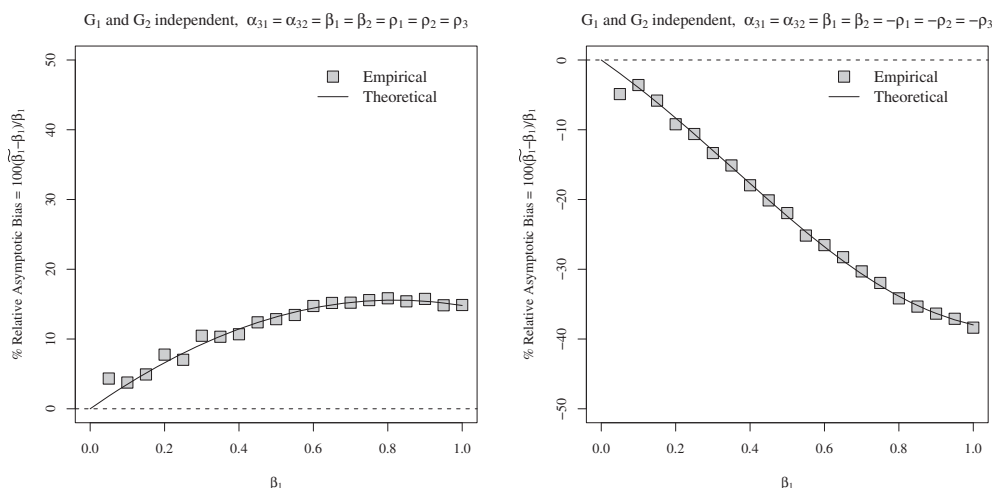 G₁ and G₂ independent, α₃₁ = α₃₂ = β₁ = β₂ = ρ₁ = ρ₂ = ρ₃
% Relative Asymptotic Bias = 100(β̃₁−β₁)/β₁
50
40
30
20
10
0
Empirical
Theoretical
0.0 0.2 0.4 0.6 0.8 1.0
β₁
G₁ and G₂ independent, α₃₁ = α₃₂ = β₁ = β₂ = −ρ₁ = −ρ₂ = −ρ₃
% Relative Asymptotic Bias = 100(β̃₁−β₁)/β₁
0
−10
−20
−30
−40
−50
Empirical
Theoretical
0.0 0.2 0.4 0.6 0.8 1.0
β₁